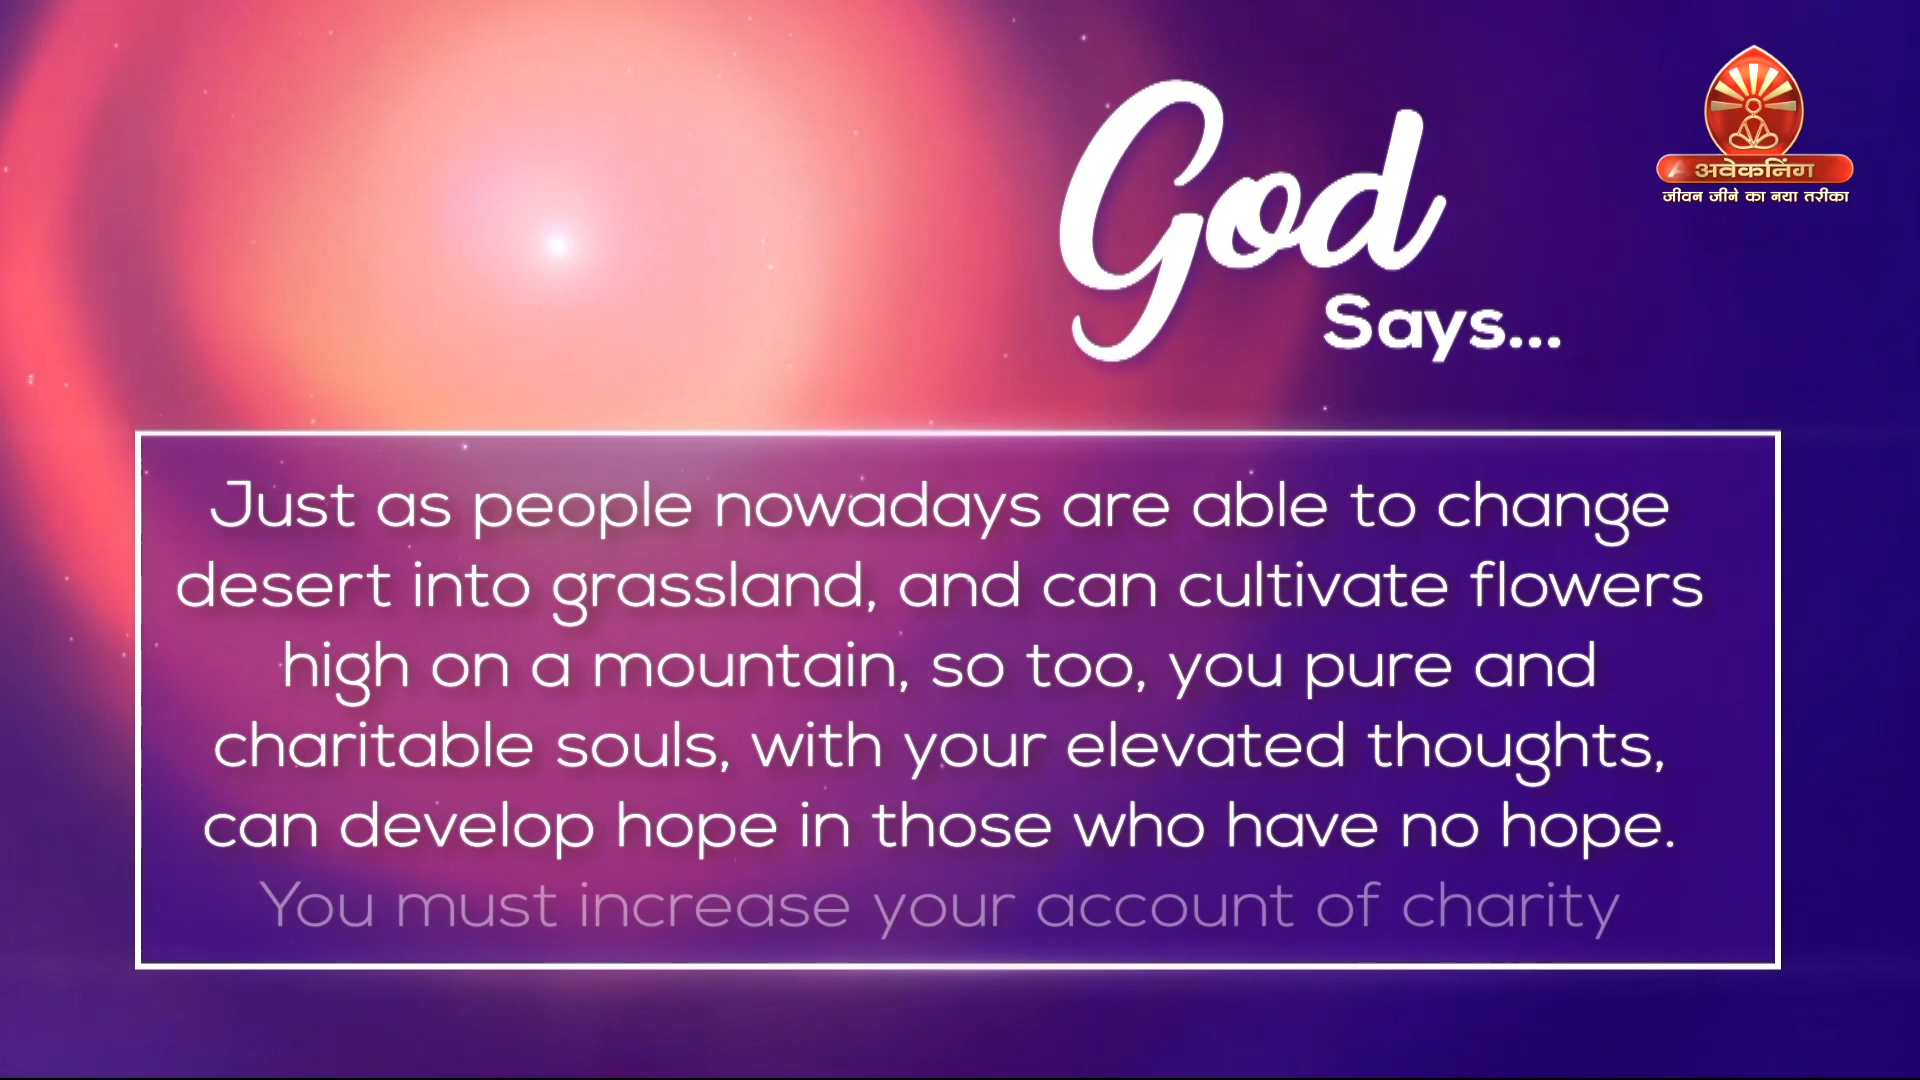 God
Says...
अवेकनिंग
जीवन जीने का नया तरीका
Just as people nowadays are able to change
desert into grassland, and can cultivate flowers
high on a mountain, so too, you pure and
charitable souls, with your elevated thoughts,
can develop hope in those who have no hope.
You must increase your account of charity